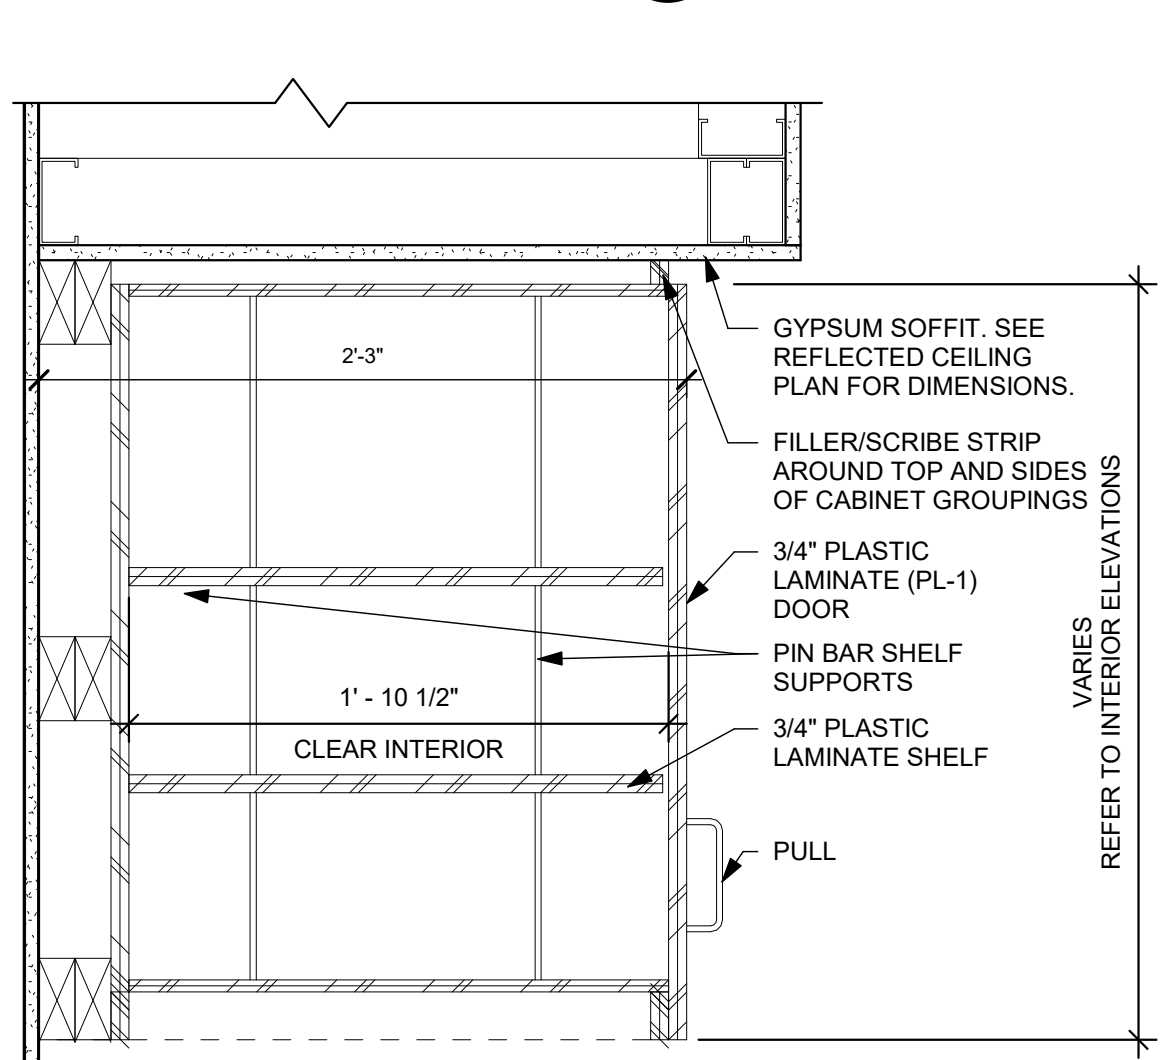 2'-3"
GYPSUM SOFFIT. SEE
REFLECTED CEILING
PLAN FOR DIMENSIONS.
FILLER/SCRIBE STRIP
AROUND TOP AND SIDES
OF CABINET GROUPINGS
3/4" PLASTIC
LAMINATE (PL-1)
DOOR
PIN BAR SHELF
SUPPORTS
1' - 10 1/2"
CLEAR INTERIOR
3/4" PLASTIC
LAMINATE SHELF
PULL
VARIES
REFER TO INTERIOR ELEVATIONS